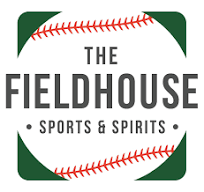 THE
FIELDHOUSE
• SPORTS & SPIRITS •